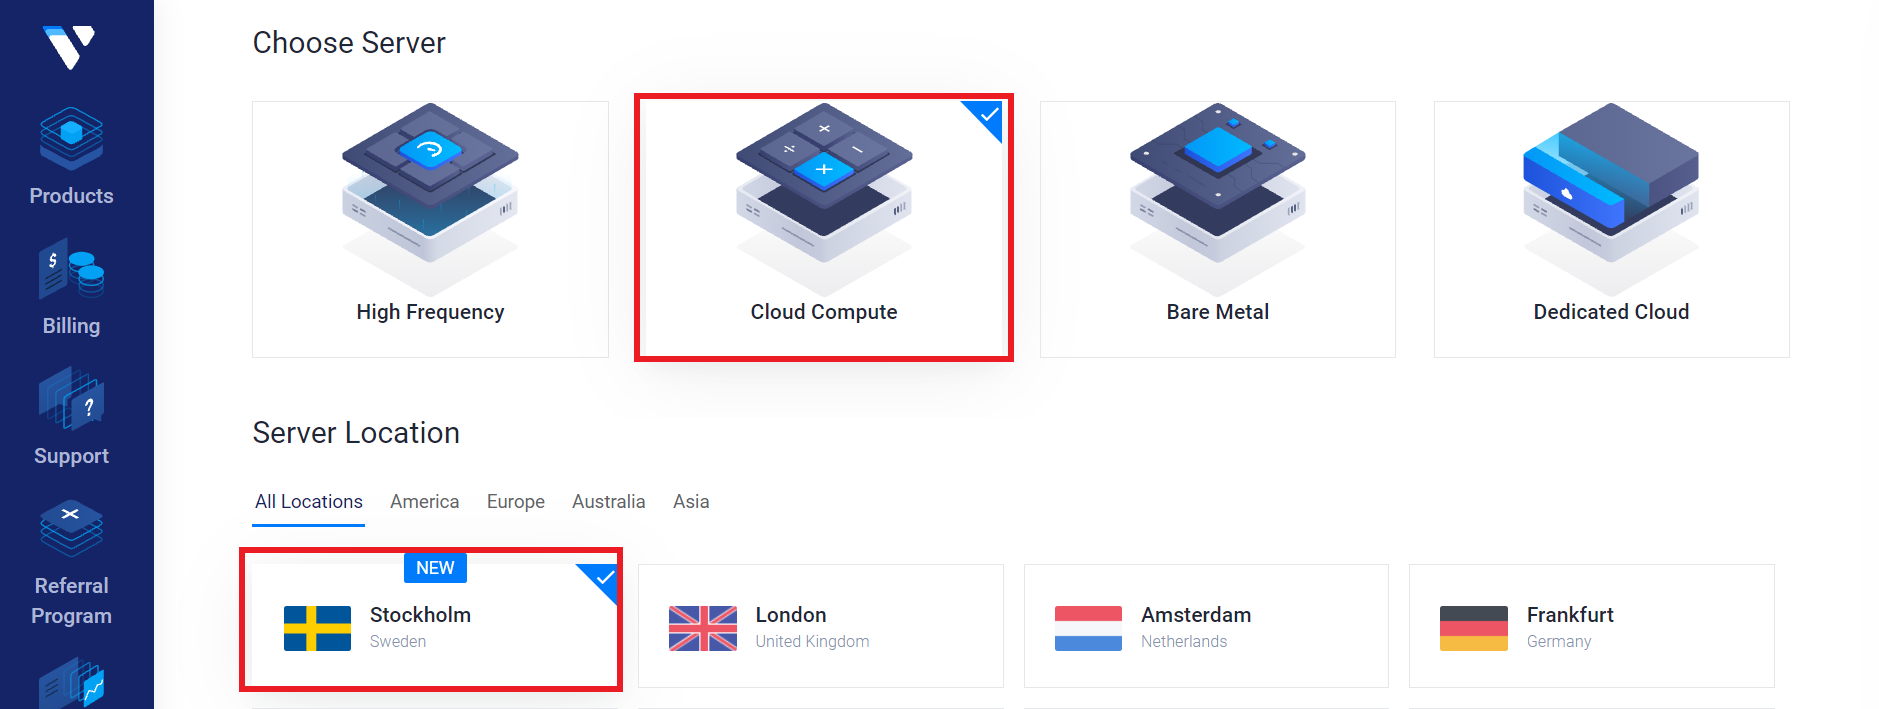 Choose Server
Products
High Frequency
Cloud Compute
Bare Metal
Dedicated Cloud
Billing
Support
Server Location
All Locations
America
Europe
Australia
Asia
Referral
Program
NEW
Stockholm
Sweden
London
United Kingdom
Amsterdam
Netherlands
Frankfurt
Germany